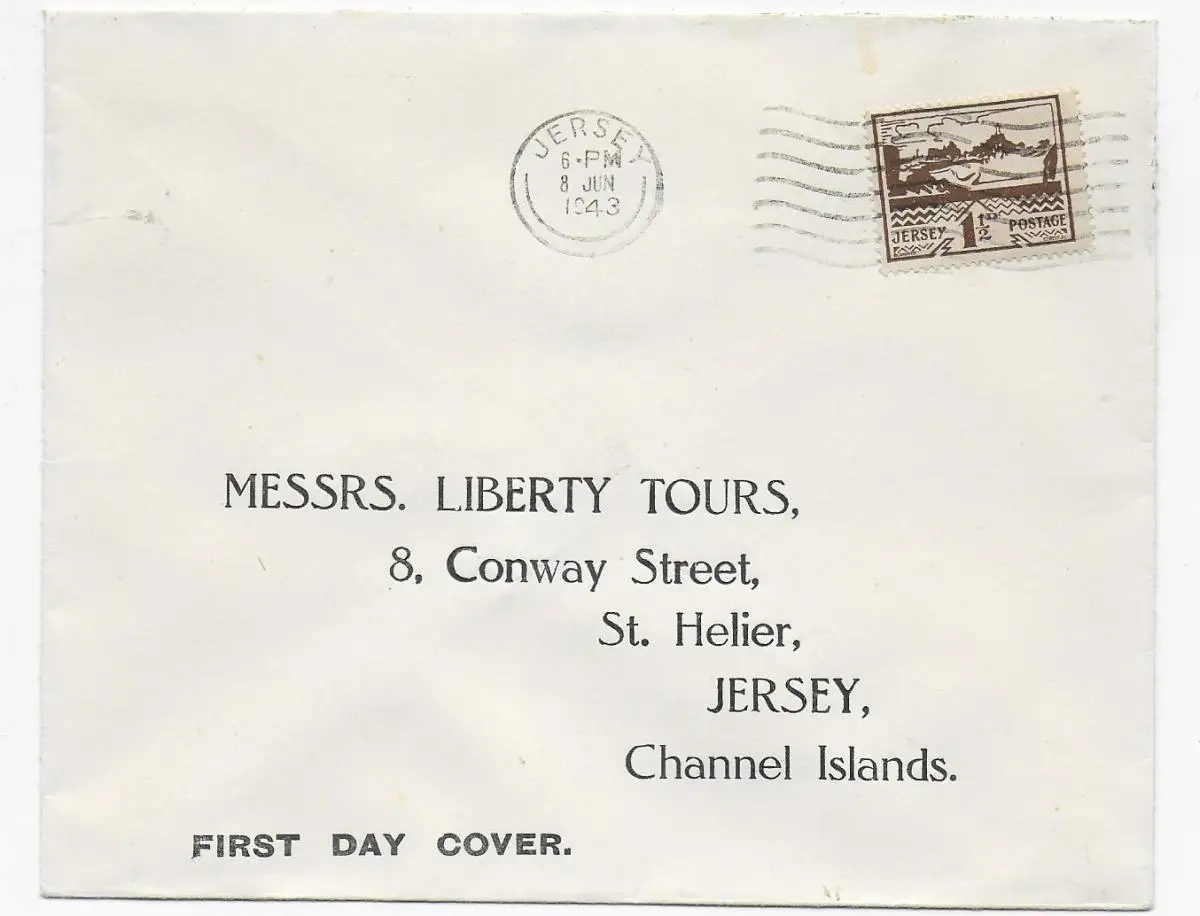 JERSEY
6-PM
8 JUN
1943
JERSEY 1½D POSTAGE
MESSRS. LIBERTY TOURS,
8, Conway Street,
St. Helier,
JERSEY,
Channel Islands.
FIRST DAY COVER.